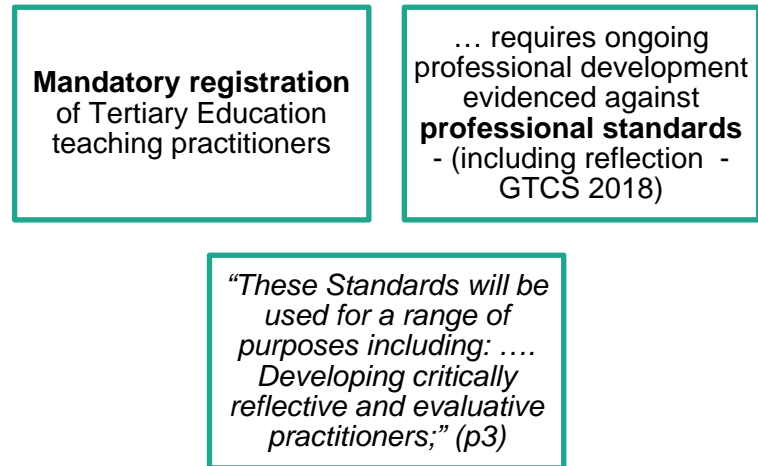 Mandatory registration
of Tertiary Education
teaching practitioners
… requires ongoing
professional development
evidenced against
professional standards
- (including reflection -
GTCS 2018)
“These Standards will be
used for a range of
purposes including: ….
Developing critically
reflective and evaluative
practitioners;” (p3)